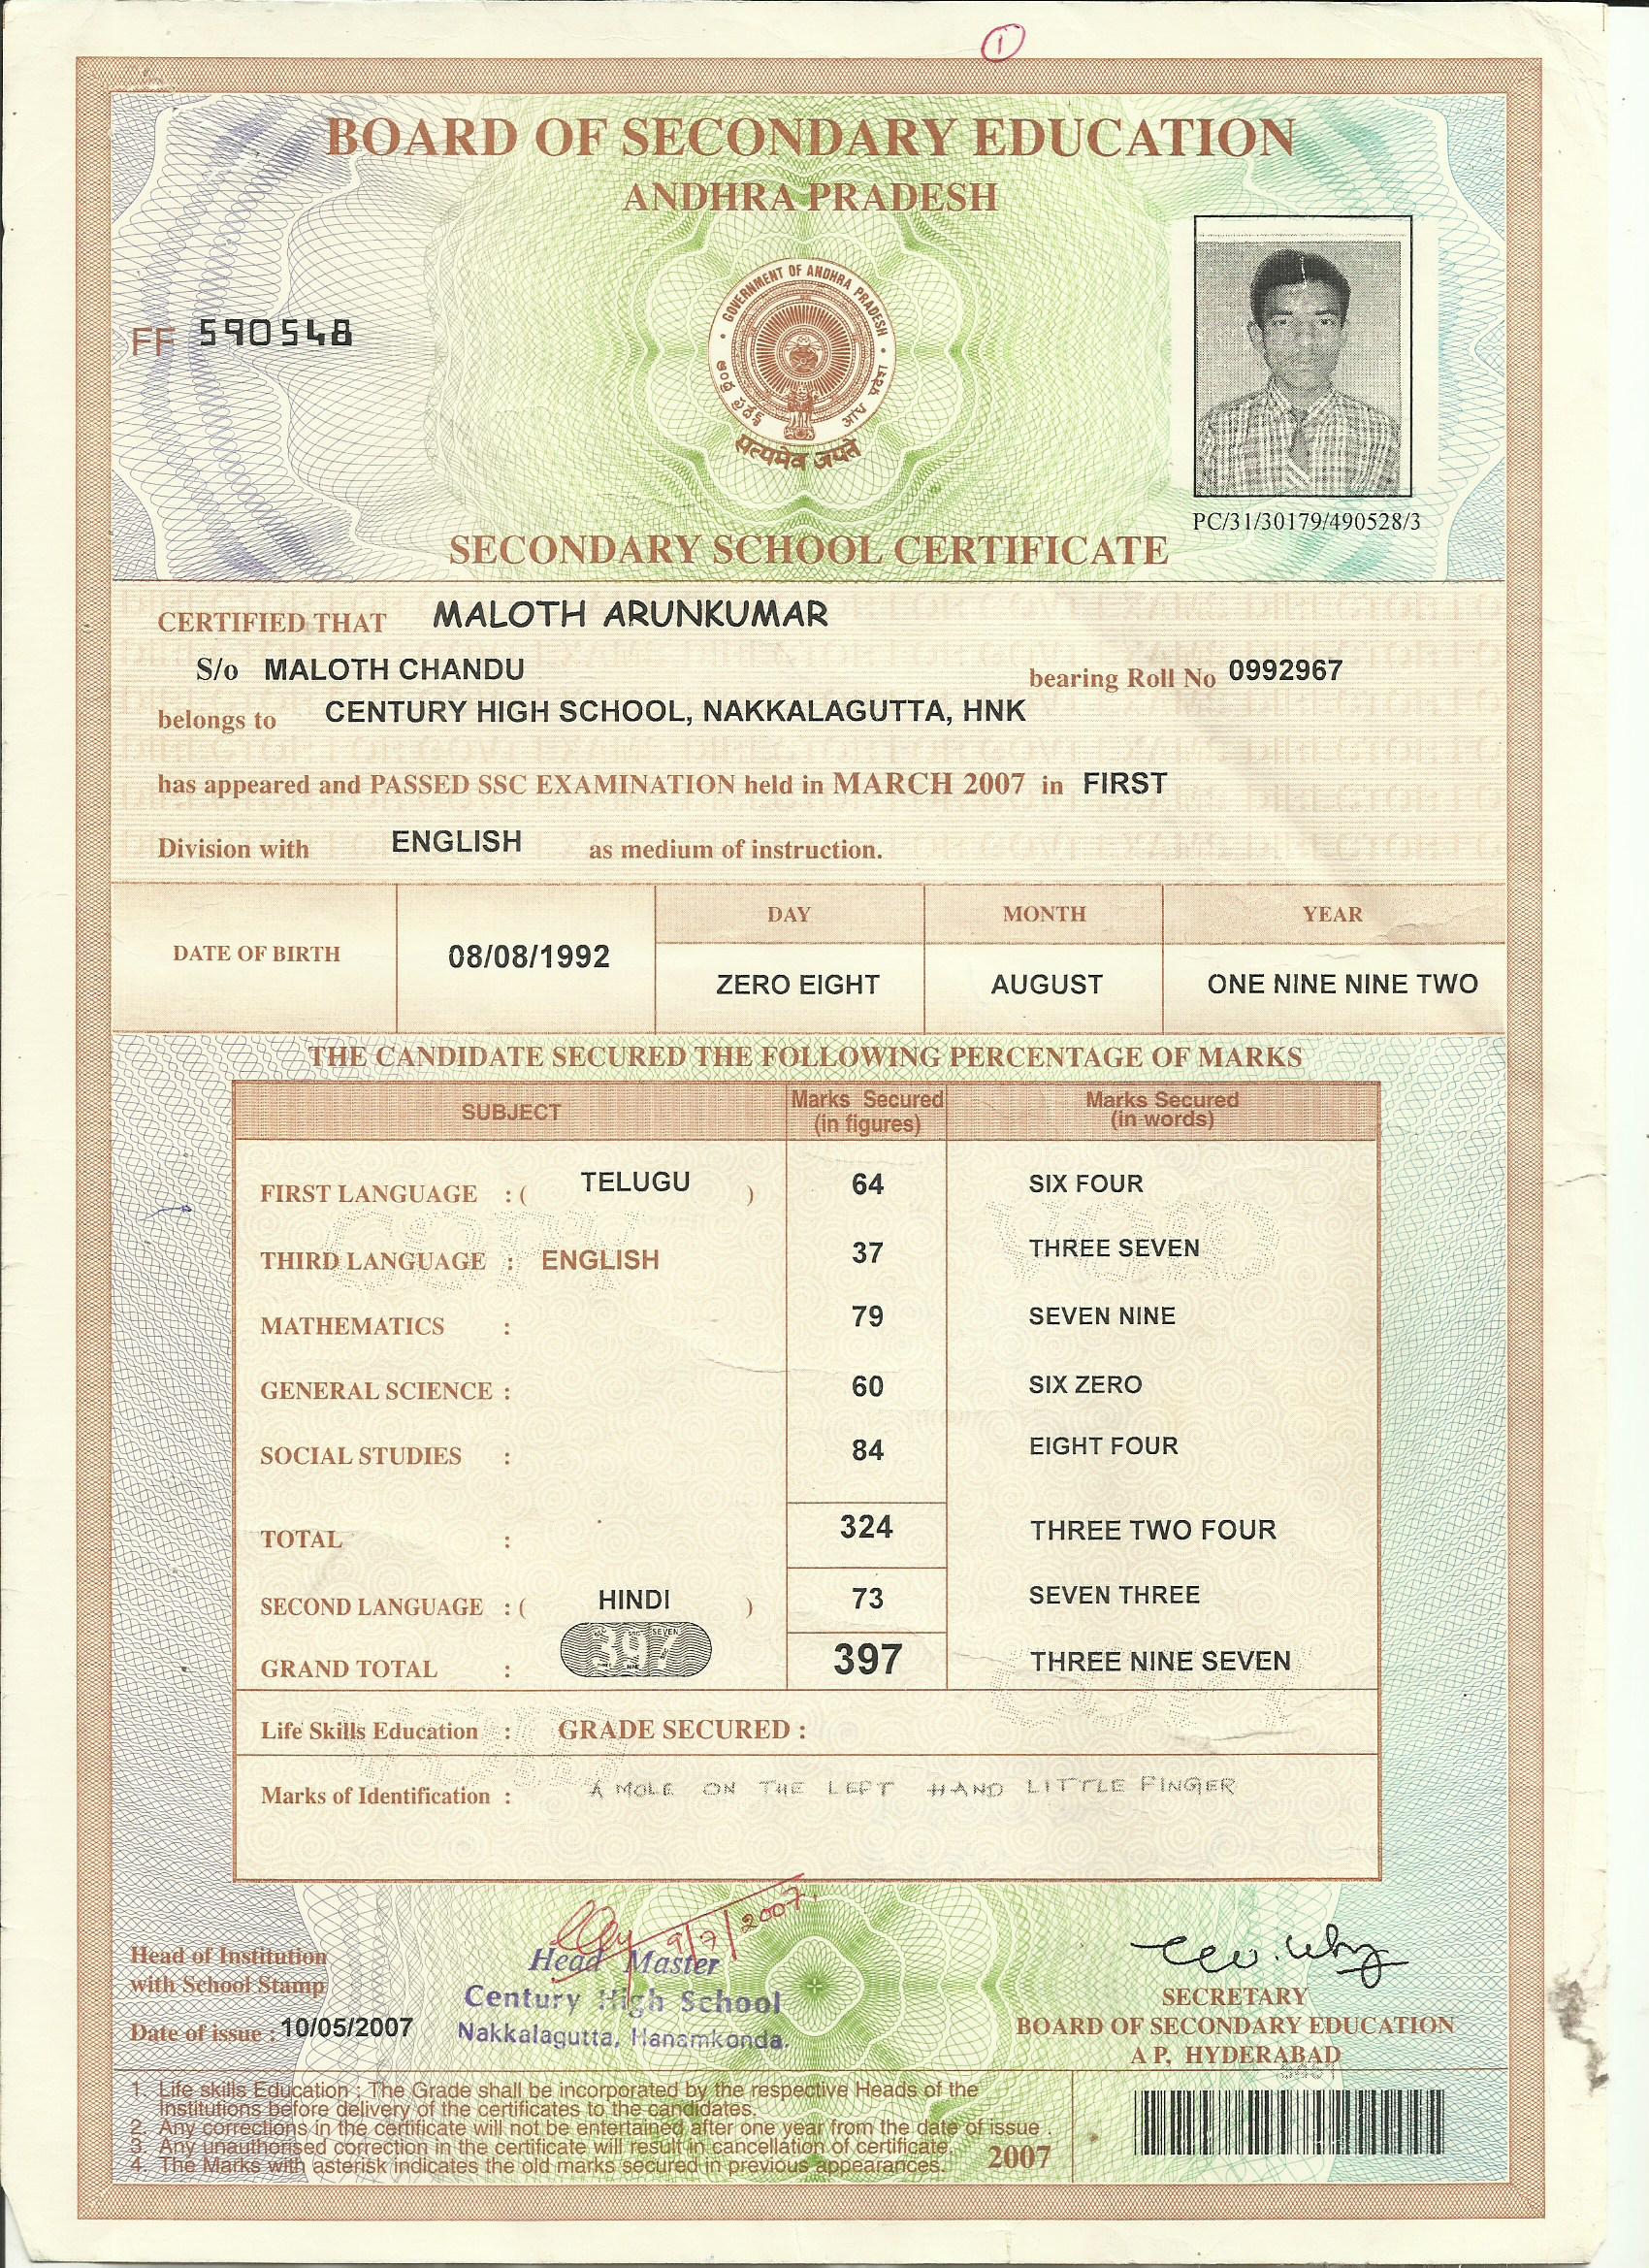 1
BOARD OF SECONDARY EDUCATION
ANDHRA PRADESH
GOVERNMENT OF ANDHRA PRADESH
सत्यमेव जयते
FF 590548
PC/31/30179/490528/3
SECONDARY SCHOOL CERTIFICATE
CERTIFIED THAT MALOTH ARUNKUMAR
S/o MALOTH CHANDU bearing Roll No 0992967
belongs to CENTURY HIGH SCHOOL, NAKKALAGUTTA, HNK
has appeared and PASSED SSC EXAMINATION held in MARCH 2007 in FIRST
Division with ENGLISH as medium of instruction.
DAY MONTH YEAR
DATE OF BIRTH 08/08/1992
ZERO EIGHT AUGUST ONE NINE NINE TWO
THE CANDIDATE SECURED THE FOLLOWING PERCENTAGE OF MARKS
SUBJECT Marks Secured (in figures) Marks Secured (in words)
FIRST LANGUAGE : ( TELUGU ) 64 SIX FOUR
THIRD LANGUAGE : ENGLISH 37 THREE SEVEN
MATHEMATICS : 79 SEVEN NINE
GENERAL SCIENCE : 60 SIX ZERO
SOCIAL STUDIES : 84 EIGHT FOUR
TOTAL : 324 THREE TWO FOUR
SECOND LANGUAGE : ( HINDI ) 73 SEVEN THREE
GRAND TOTAL : 397 397 THREE NINE SEVEN
Life Skills Education : GRADE SECURED :
Marks of Identification : A MOLE ON THE LEFT HAND LITTLE FINGER
9/7/2007
Head of Institution
with School Stamp
Head Master
Century High School
Nakkalagutta, Hanamkonda.
Date of issue : 10/05/2007
SECRETARY
BOARD OF SECONDARY EDUCATION
A P, HYDERABAD
1. Life skills Education : The Grade shall be incorporated by the respective Heads of the
Institutions before delivery of the certificates to the candidates.
2. Any corrections in the certificate will not be entertained after one year from the date of issue .
3. Any unauthorised correction in the certificate will result in cancellation of certificate.
4. The Marks with asterisk indicates the old marks secured in previous appearances.
2007